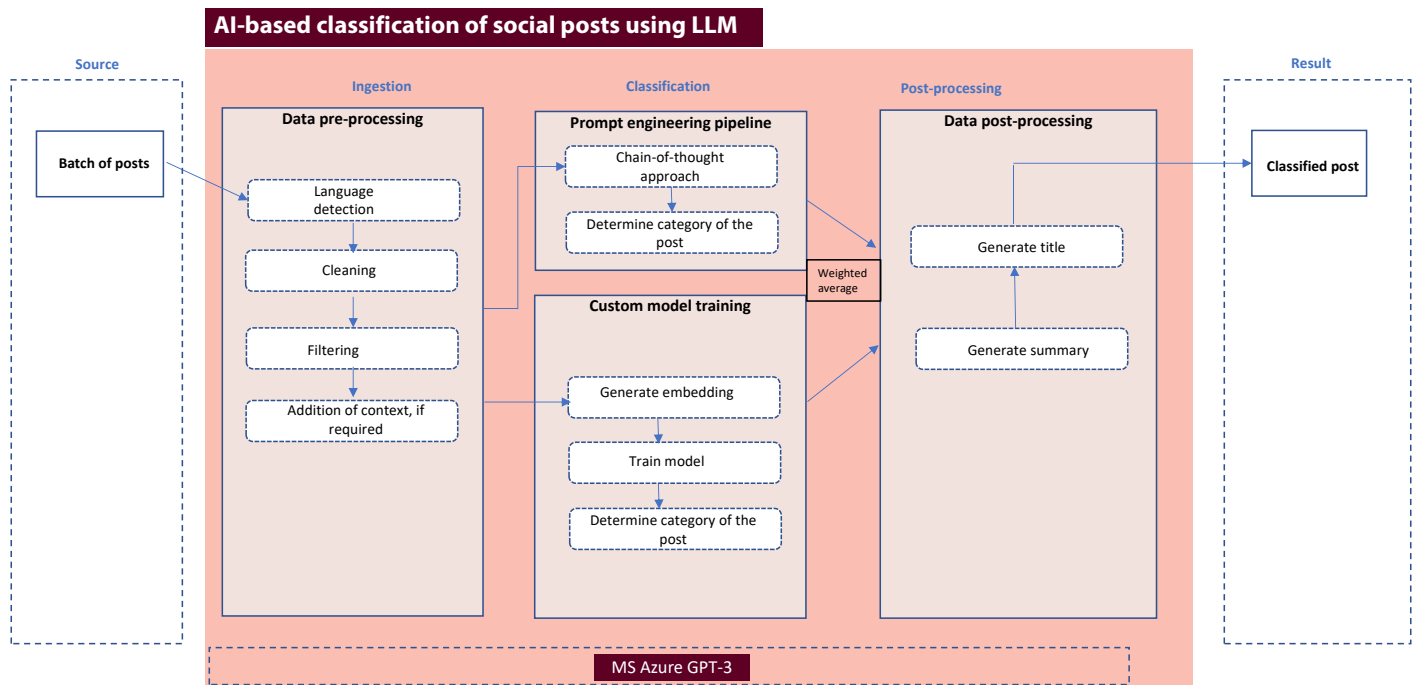 AI-based classification of social posts using LLM
Source
Batch of posts
Ingestion
Data pre-processing
Language
detection
Cleaning
Filtering
Addition of context, if
required
Classification
Prompt engineering pipeline
Chain-of-thought
approach
Determine category of the
post
Custom model training
Generate embedding
Train model
Determine category of the
post
Weighted
average
Post-processing
Data post-processing
Generate title
Generate summary
Result
Classified post
MS Azure GPT-3